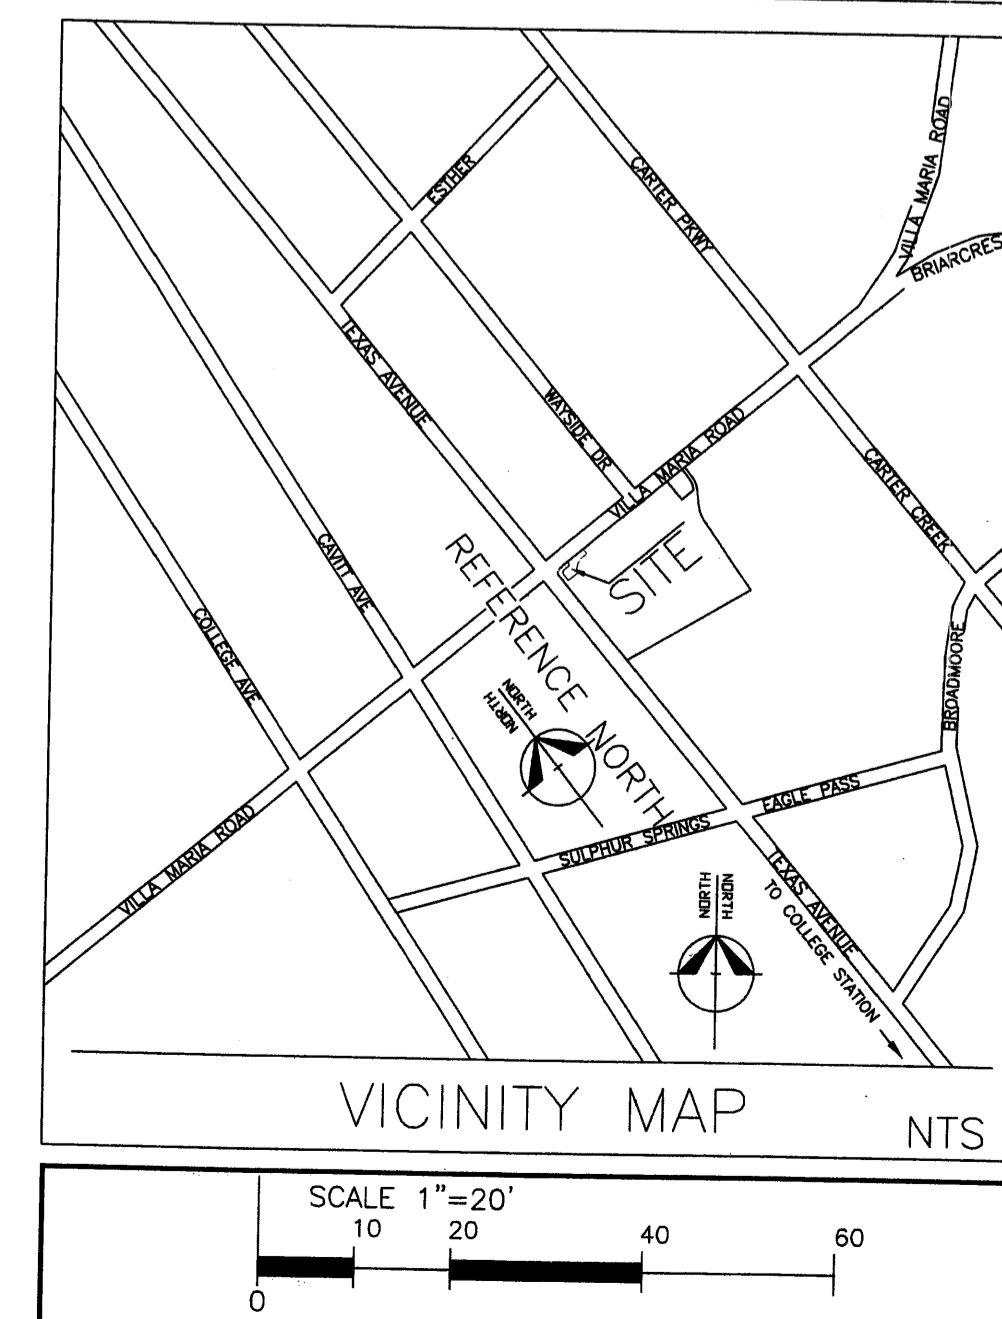 VILLA MARIA ROAD
ESTHER
CARTER PKWY
BRIARCRES
TEXAS AVENUE
WAYSIDE DR
VILLA MARIA ROAD
CARTER CREEK
CAVITT AVE
REFERENCE NORTH
SITE
COLLEGE AVE
BROADMOORE
NORTH
NORTH
EAGLE PASS
SULPHUR SPRINGS
VILLA MARIA ROAD
NORTH
NORTH
TEXAS AVENUE
TO COLLEGE STATION
VICINITY MAP
NTS
SCALE 1"=20'
10 20 40 60
0